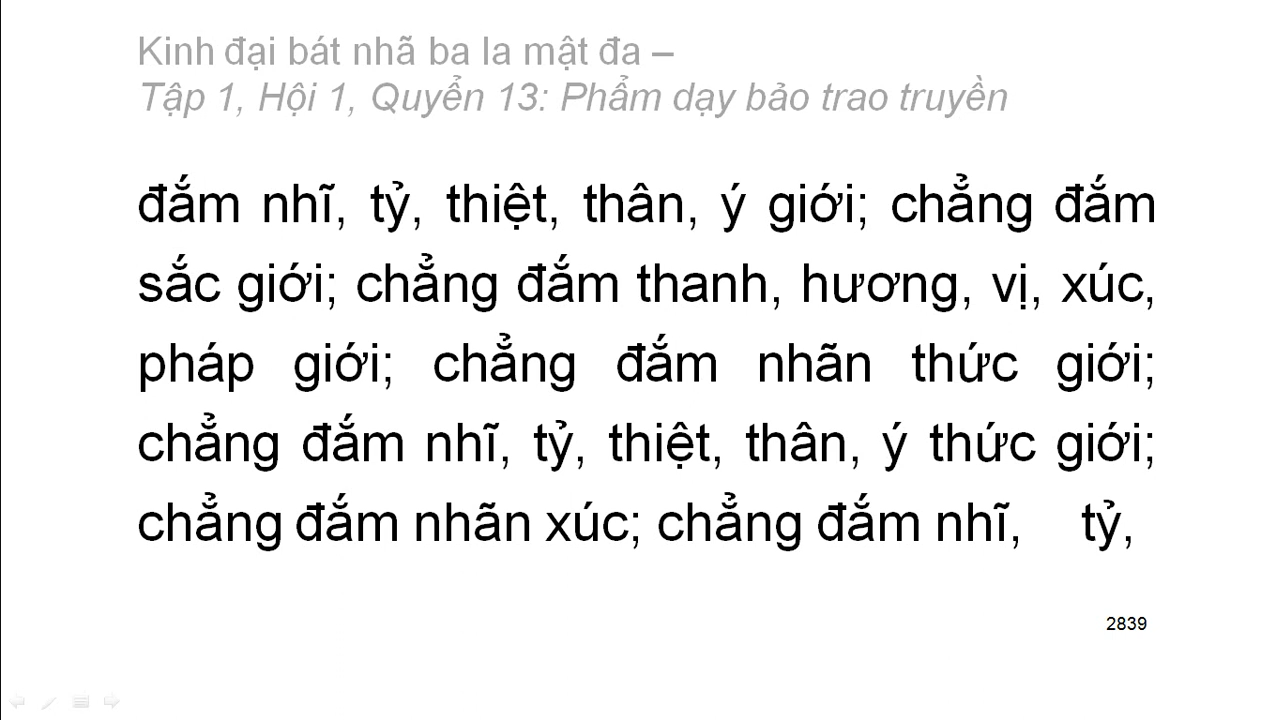 Kinh đại bát nhã ba la mật đa –
Tập 1, Hội 1, Quyển 13: Phẩm dạy bảo trao truyền
đắm nhĩ, tỷ, thiệt, thân, ý giới; chẳng đắm
sắc giới; chẳng đắm thanh, hương, vị, xúc,
pháp giới; chẳng đắm nhãn thức giới;
chẳng đắm nhĩ, tỷ, thiệt, thân, ý thức giới;
chẳng đắm nhãn xúc; chẳng đắm nhĩ, tỷ,
2839